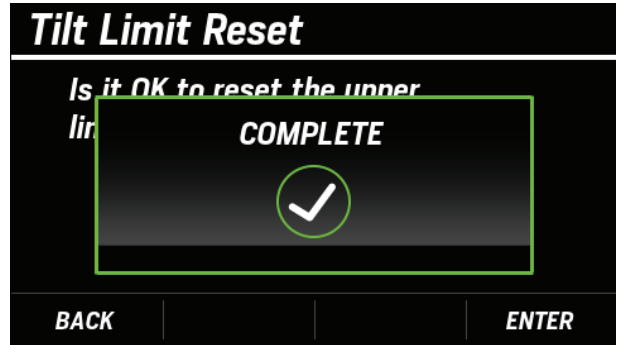 Tilt Limit Reset
Is it OK to reset the upper
COMPLETE
BACK
ENTER